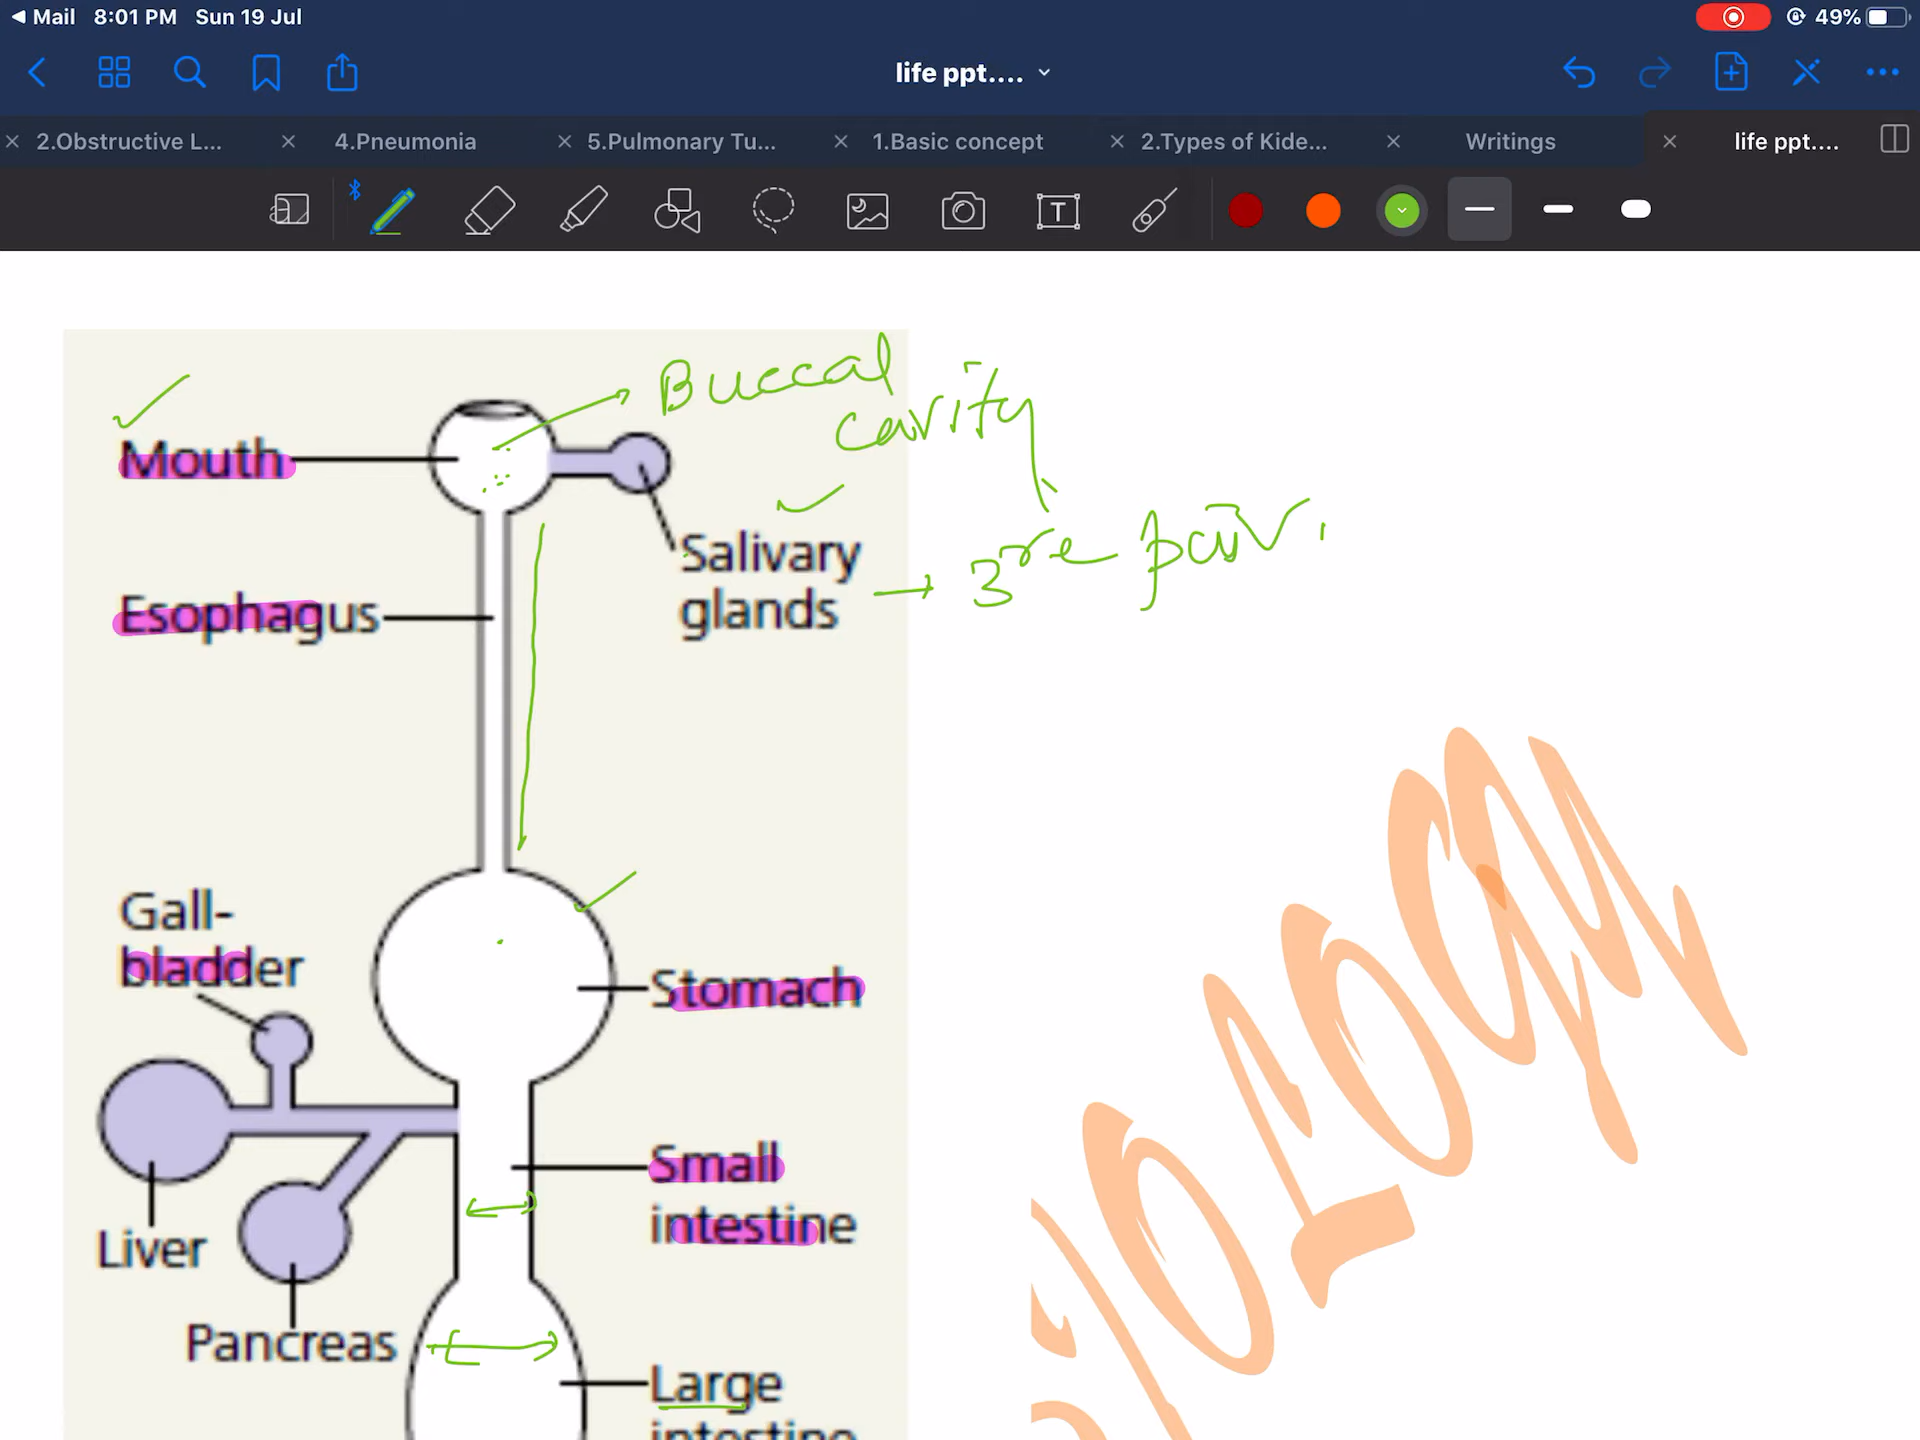 Mail 8:01 PM Sun 19 Jul
49%
life ppt....
2.Obstructive L...
4.Pneumonia
5.Pulmonary Tu...
1.Basic concept
2.Types of Kide...
Writings
life ppt....
T
Buccal
cavity
Mouth
Salivary
glands
→ 3
Esophagus
Gall-
bladder
Stomach
Small
intestine
Liver
Pancreas
Large
intestine